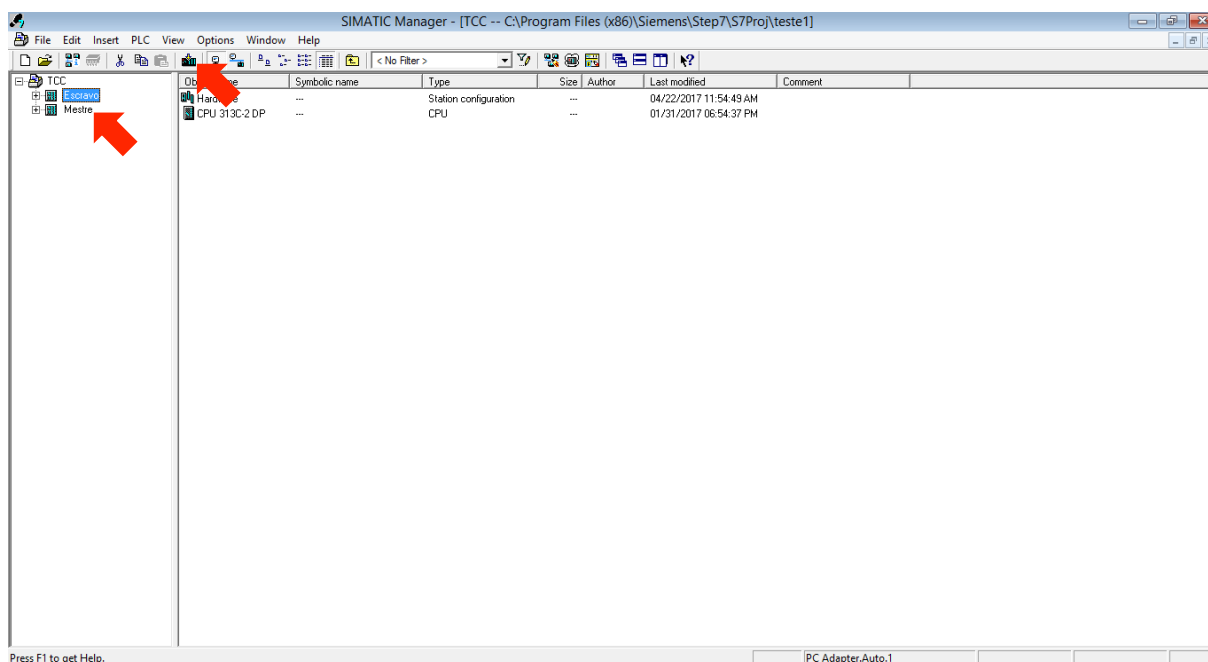 SIMATIC Manager - [TCC -- C:\Program Files (x86)\Siemens\Step7\S7Proj\teste1]
File Edit Insert PLC View Options Window Help
< No Filter >
TCC
Escravo
Mestre
Symbolic name Type Size Author Last modified Comment
--- Station configuration --- 04/22/2017 11:54:49 AM
CPU 313C-2 DP --- CPU --- 01/31/2017 06:54:37 PM
Press F1 to get Help. PC Adapter.Auto.1